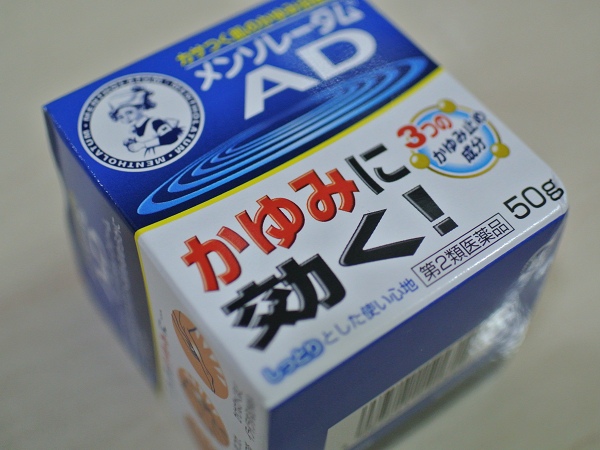 カサつく肌のかゆみ治療
メンソレータム
AD
MENTHOLATUM
3つの
かゆみ止め
成分
かゆみに
効く!
しっとりとした使い心地
第2類医薬品
50g